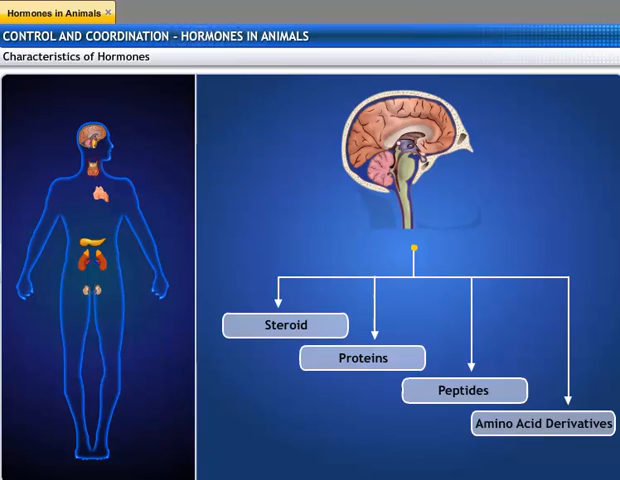 Hormones in Animals ×
CONTROL AND COORDINATION - HORMONES IN ANIMALS
Characteristics of Hormones
Steroid
Proteins
Peptides
Amino Acid Derivatives